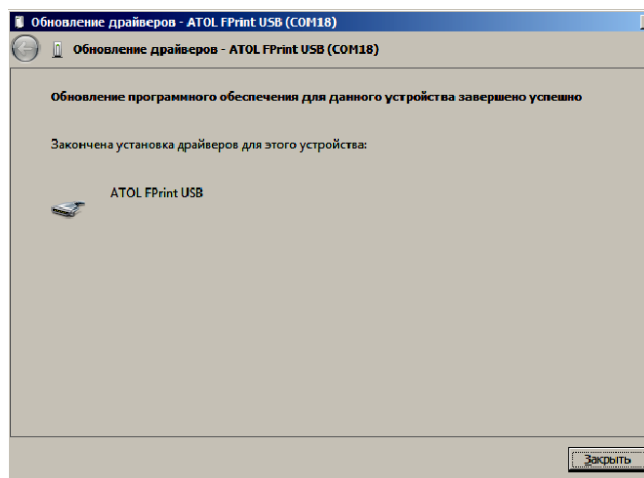 Обновление драйверов - ATOL FPrint USB (COM18)
Обновление драйверов - ATOL FPrint USB (COM18)
Обновление программного обеспечения для данного устройства завершено успешно
Закончена установка драйверов для этого устройства:
ATOL FPrint USB
Закрыть